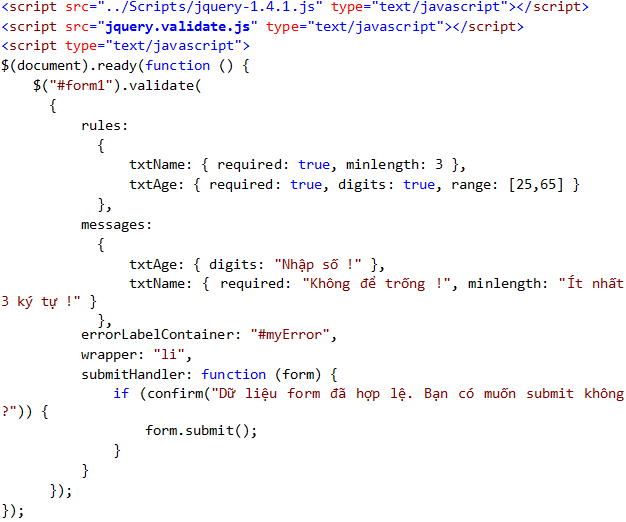 <script src="../Scripts/jquery-1.4.1.js" type="text/javascript"></script>
<script src="jquery.validate.js" type="text/javascript"></script>
<script type="text/javascript">
$(document).ready(function () {
    $("#form1").validate(
      {
          rules:
            {
                txtName: { required: true, minlength: 3 },
                txtAge: { required: true, digits: true, range: [25,65] }
            },
          messages:
            {
                txtAge: { digits: "Nhập số !" },
                txtName: { required: "Không để trống !", minlength: "Ít nhất
3 ký tự !" }
            },
          errorLabelContainer: "#myError",
          wrapper: "li",
          submitHandler: function (form) {
              if (confirm("Dữ liệu form đã hợp lệ. Bạn có muốn submit không
?")) {
                  form.submit();
              }
          }
      });
});